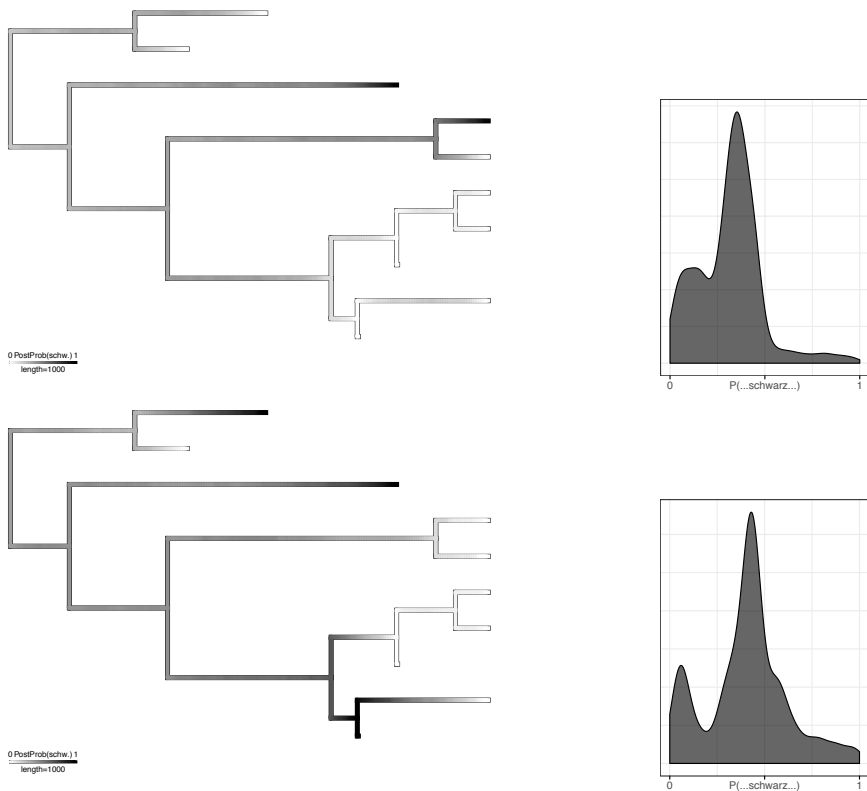 0 PostProb(schw.) 1
length=1000
0 P(...schwarz...) 1
0 PostProb(schw.) 1
length=1000
0 P(...schwarz...) 1